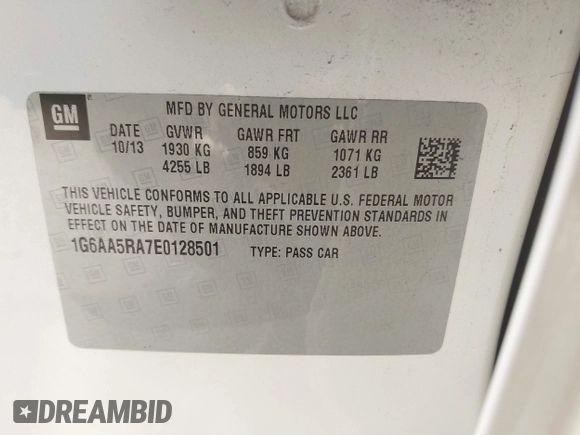 GM
MFD BY GENERAL MOTORS LLC
DATE GVWR GAWR FRT GAWR RR
10/13 1930 KG 859 KG 1071 KG
4255 LB 1894 LB 2361 LB
THIS VEHICLE CONFORMS TO ALL APPLICABLE U.S. FEDERAL MOTOR
VEHICLE SAFETY, BUMPER, AND THEFT PREVENTION STANDARDS IN
EFFECT ON THE DATE OF MANUFACTURE SHOWN ABOVE.
1G6AA5RA7E0128501 TYPE: PASS CAR
DREAMBID